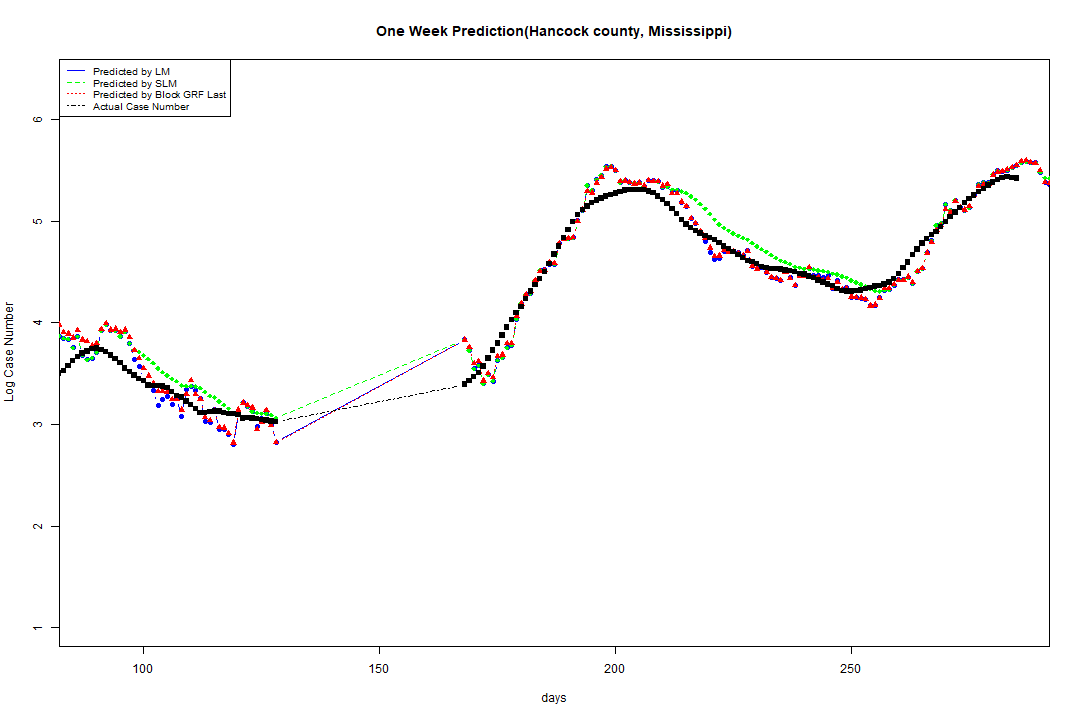 One Week Prediction(Hancock county, Mississippi)
Predicted by LM
Predicted by SLM
Predicted by Block GRF Last
Actual Case Number
Log Case Number
6
5
4
3
2
1
100
150
200
250
days